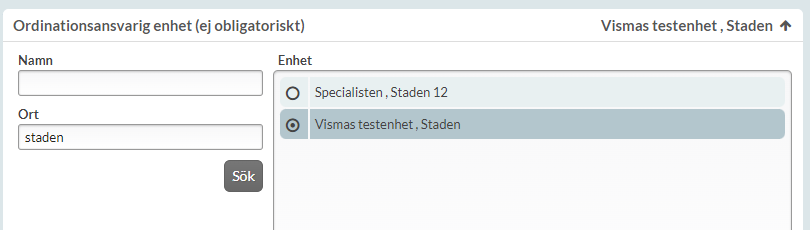 Ordinationsansvarig enhet (ej obligatoriskt)
Vismas testenhet , Staden
Namn
Ort
staden
Sök
Enhet
Specialisten , Staden 12
Vismas testenhet , Staden